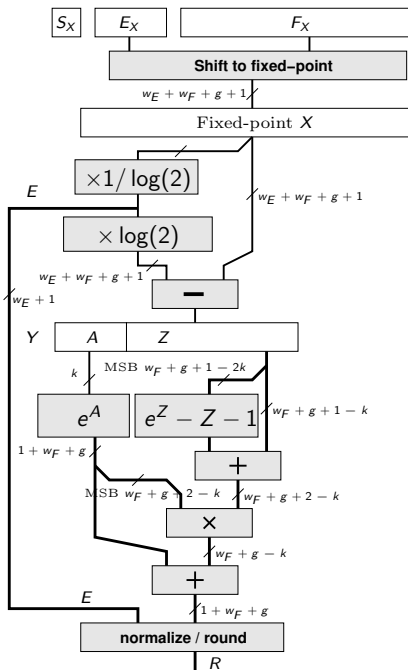 S_X E_X F_X
Shift to fixed–point
w_E + w_F + g + 1
Fixed-point X
×1/ log(2)
E
w_E + w_F + g + 1
× log(2)
w_E + w_F + g + 1
w_E + 1
−
Y A Z
MSB w_F + g + 1 − 2k
k
e^A e^Z − Z − 1
w_F + g + 1 − k
1 + w_F + g
+
MSB w_F + g + 2 − k
w_F + g + 2 − k
×
w_F + g − k
+
E
1 + w_F + g
normalize / round
R